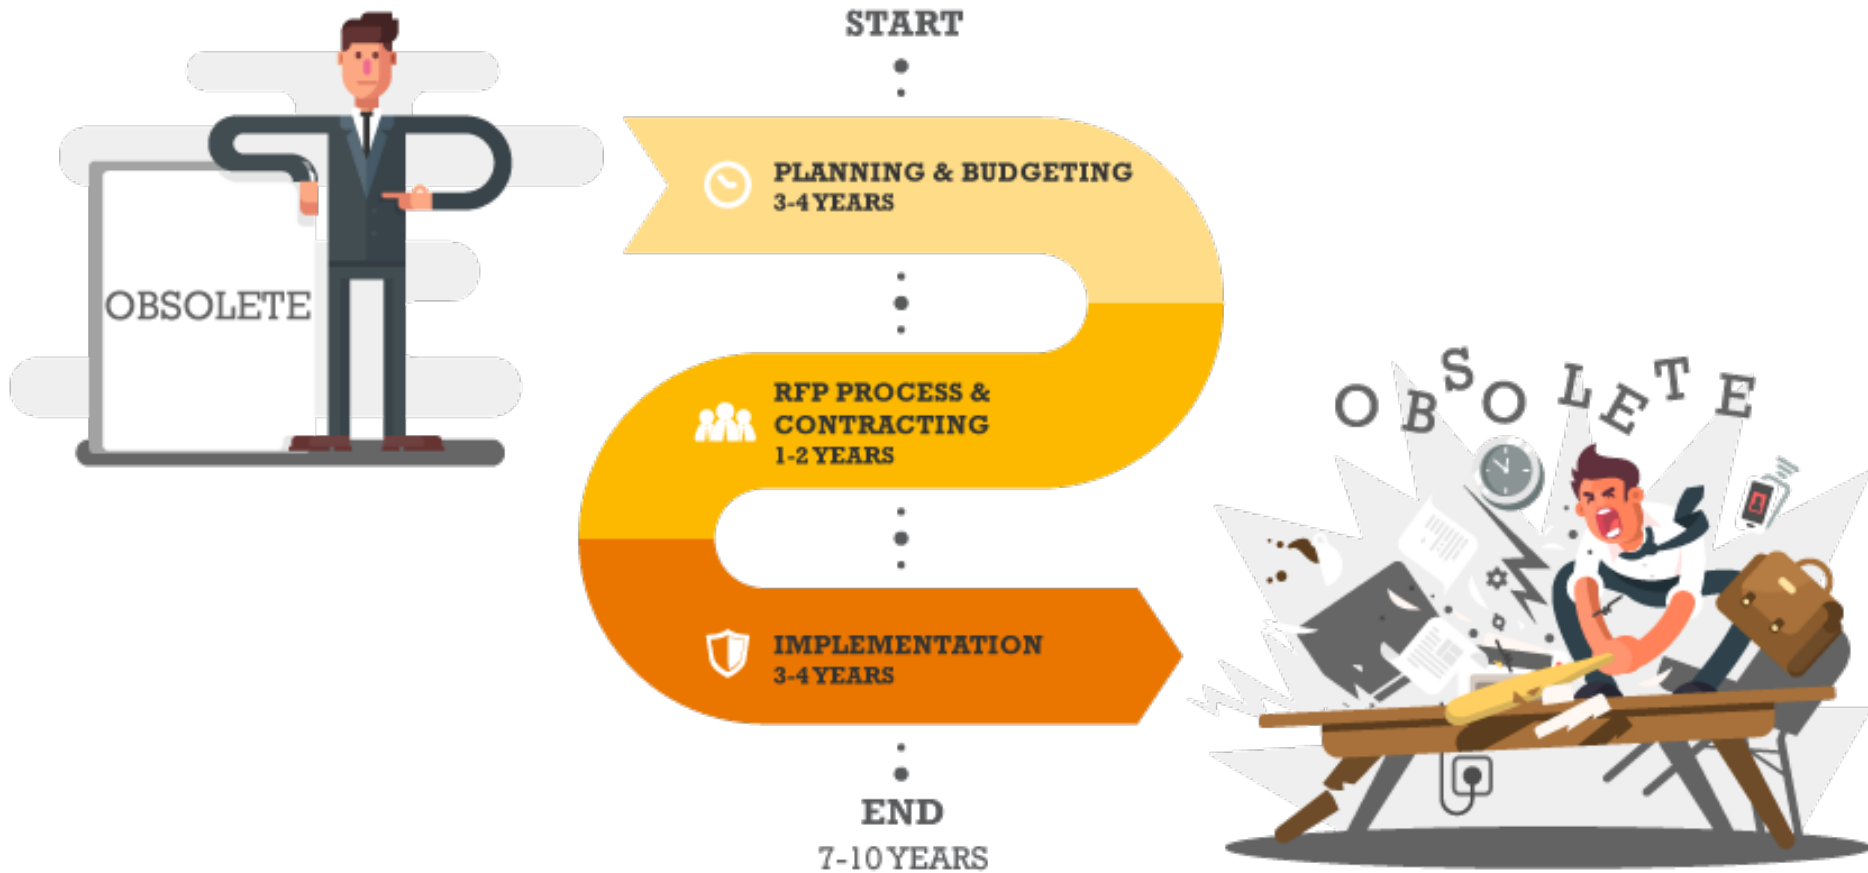 START
PLANNING & BUDGETING
3-4 YEARS
OBSOLETE
RFP PROCESS &
CONTRACTING
1-2 YEARS
OBSOLETE
IMPLEMENTATION
3-4 YEARS
END
7-10 YEARS